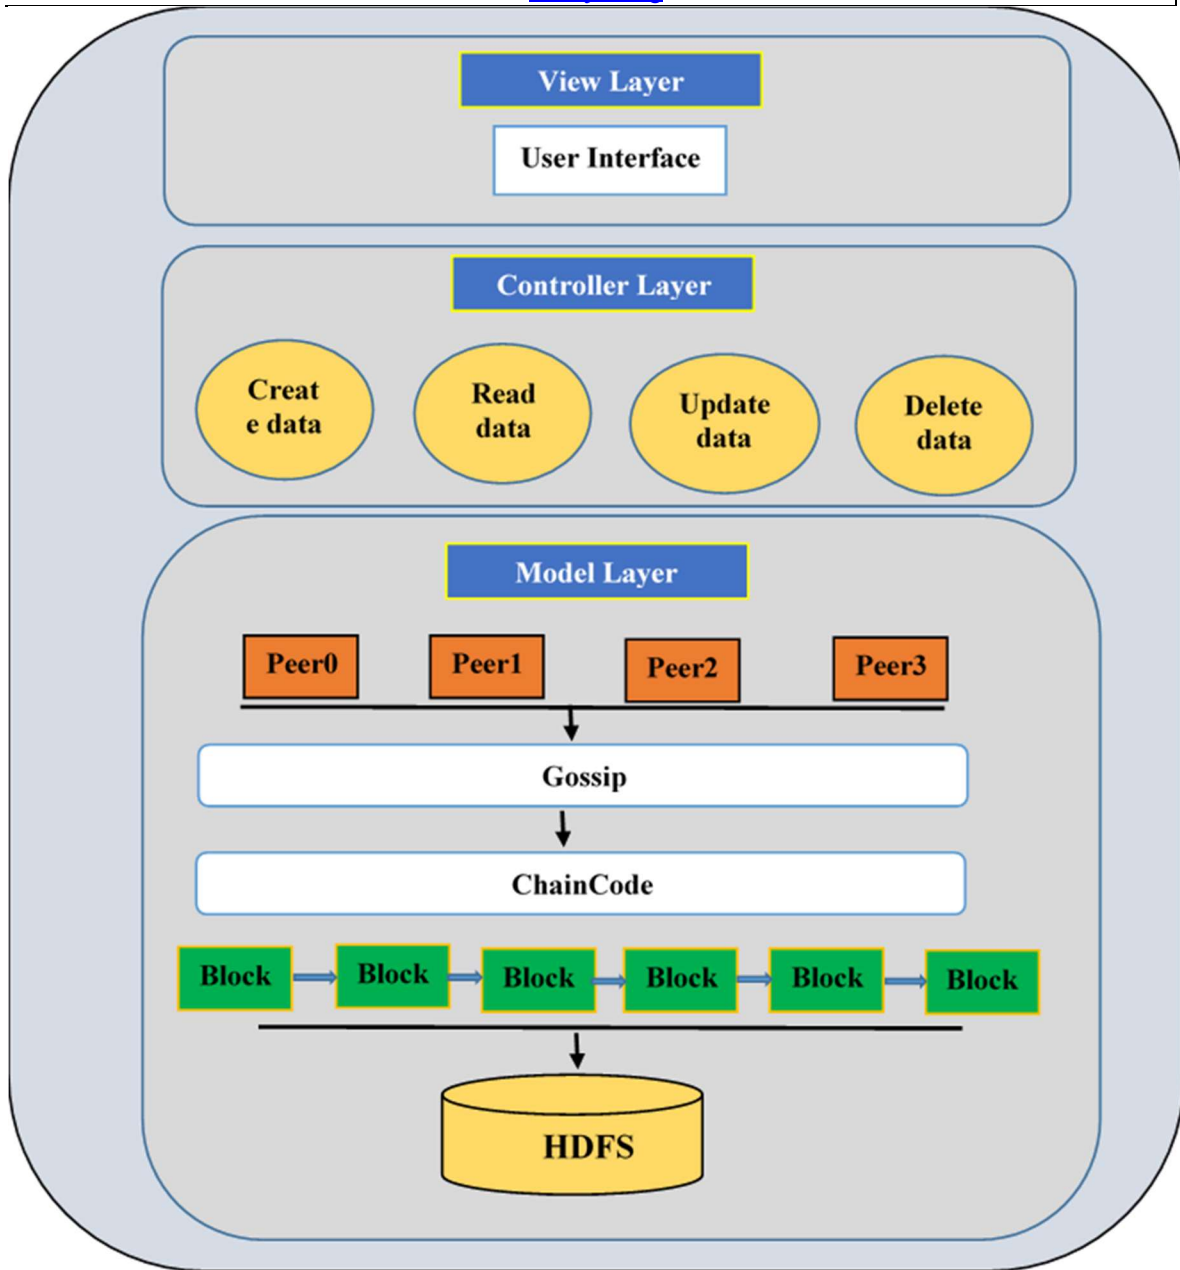 View Layer
User Interface
Controller Layer
Creat
e data
Read
data
Update
data
Delete
data
Model Layer
Peer0
Peer1
Peer2
Peer3
Gossip
ChainCode
Block
Block
Block
Block
Block
Block
HDFS